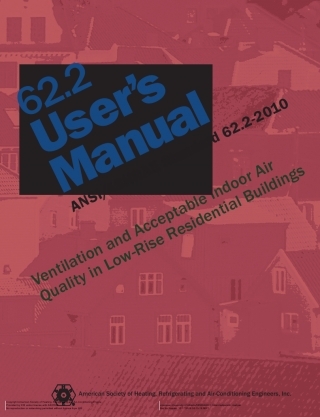 62.2
User's
Manual
ANSI/ d 62.2-2010
Ventilation and Acceptable Indoor Air
Quality in Low-Rise Residential Buildings
American Society of Heating, Refrigerating and Air-Conditioning Engineers, Inc.